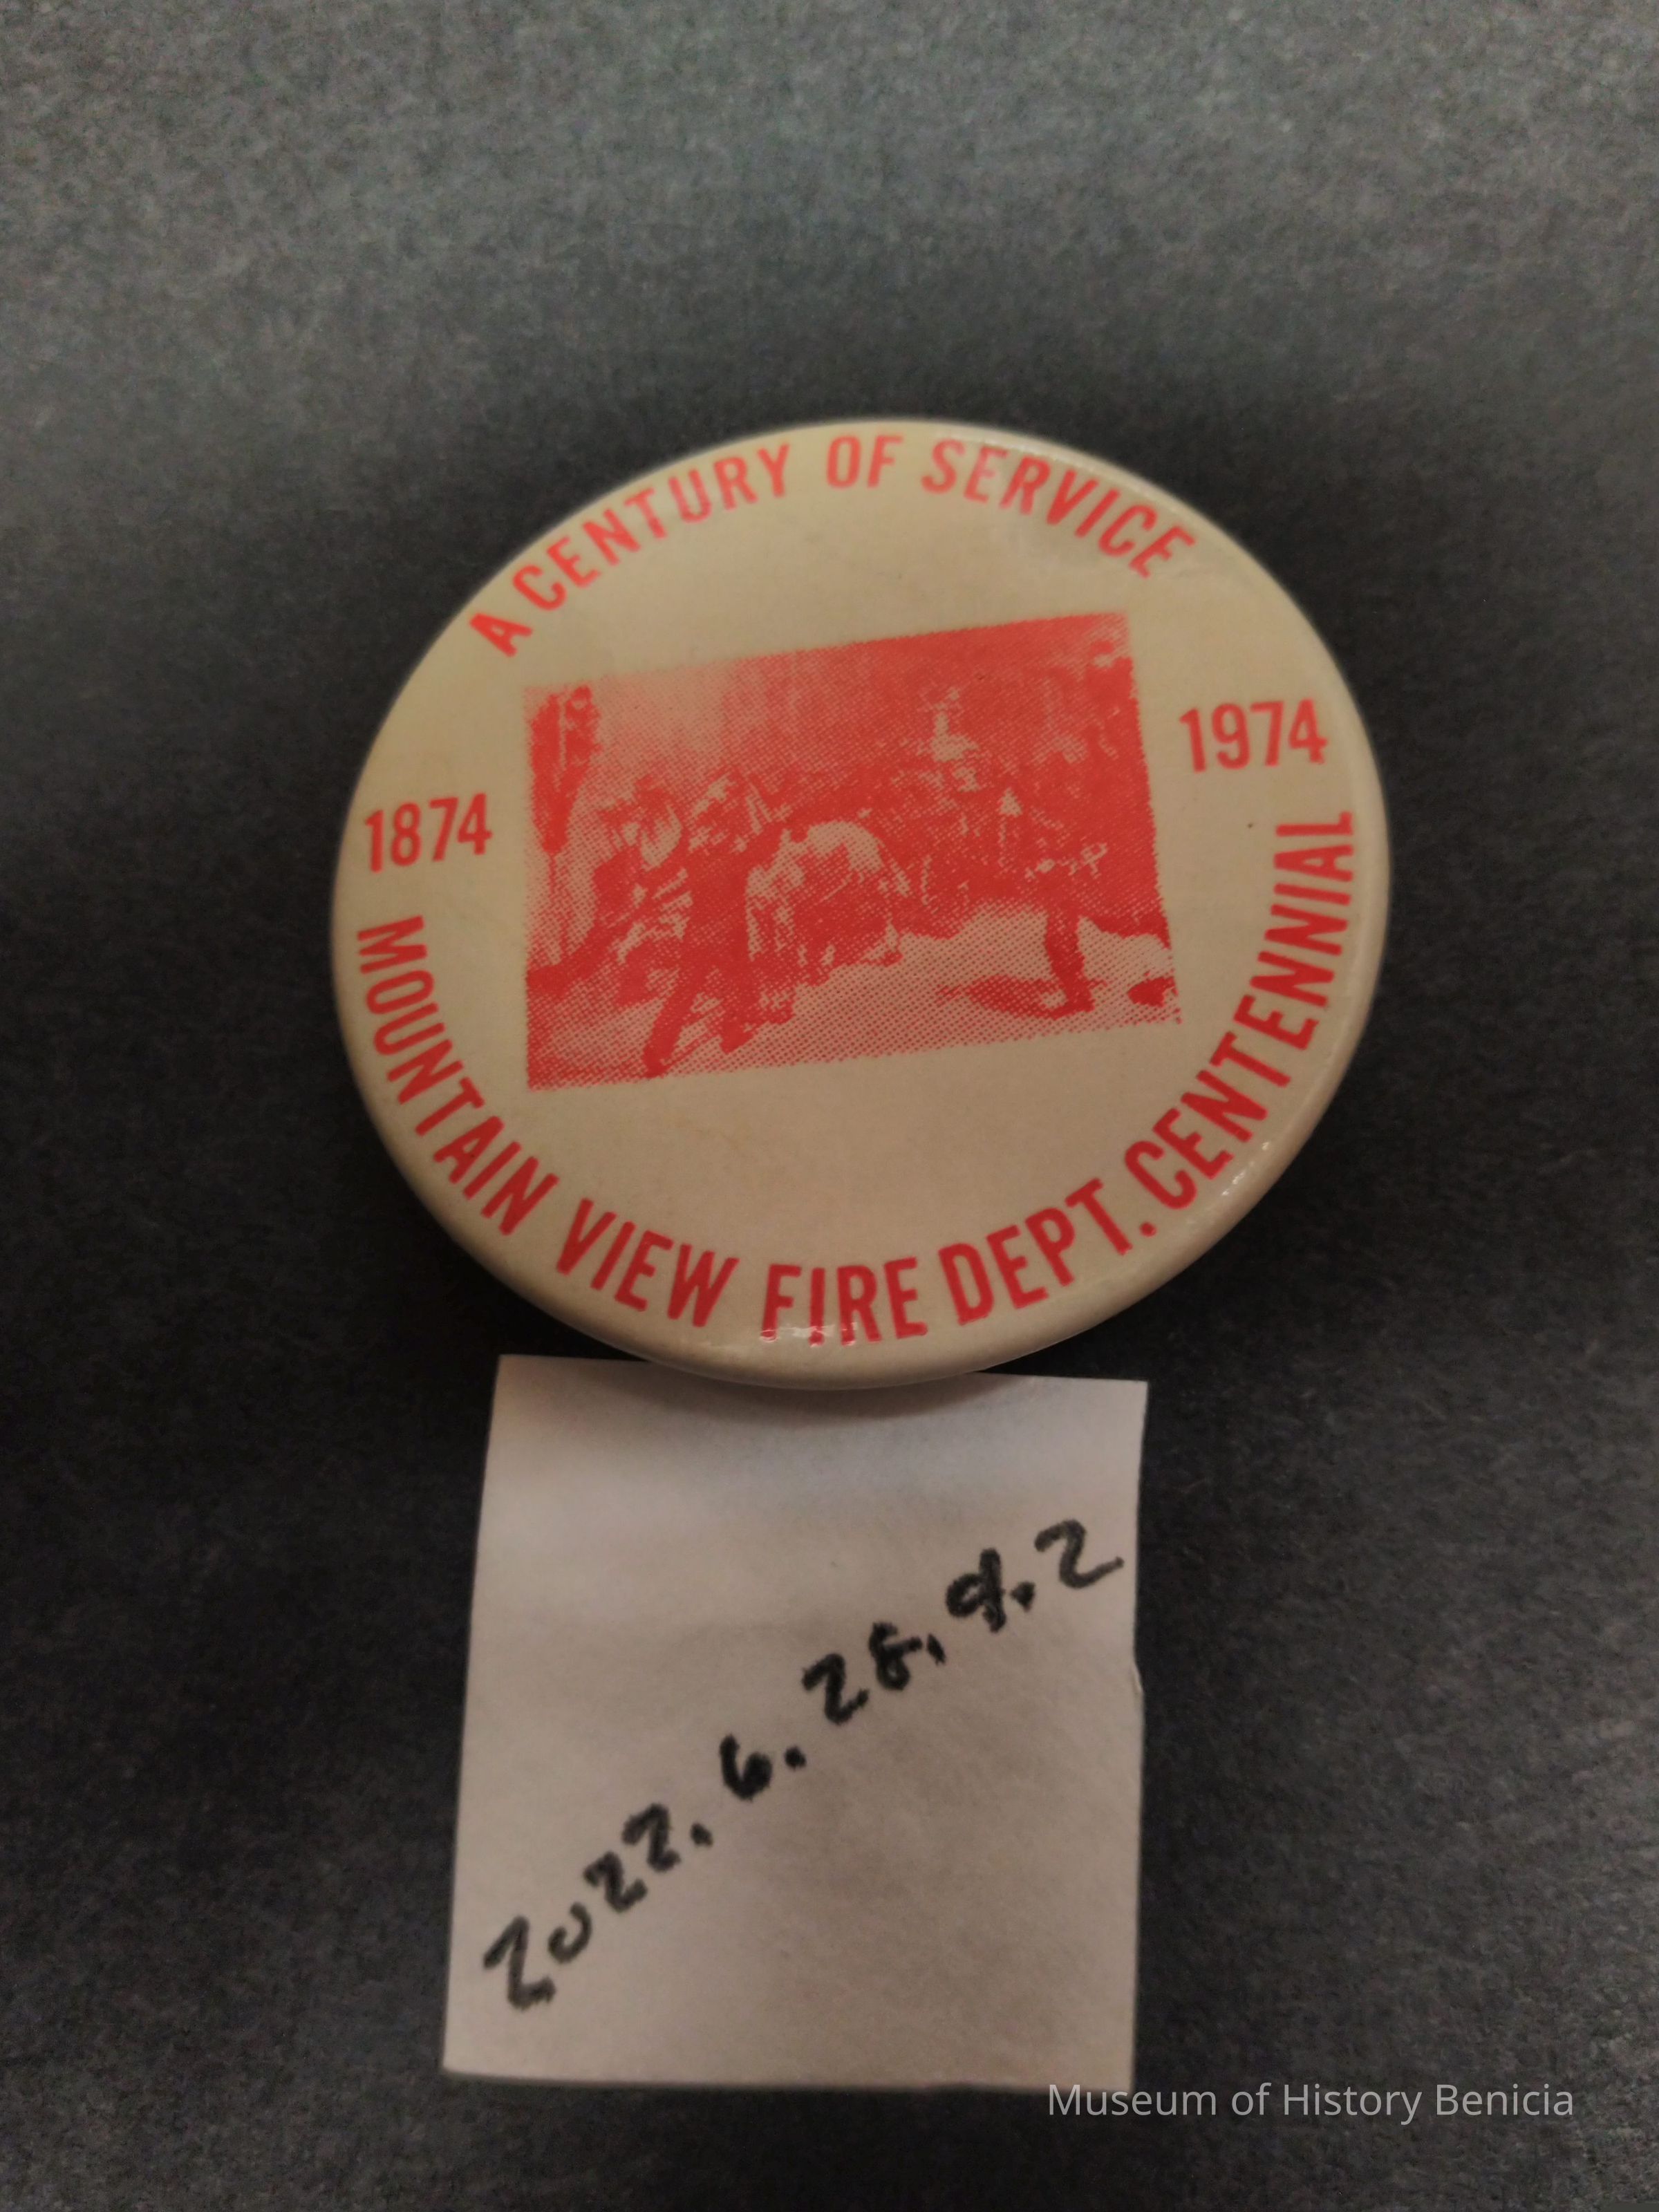 A CENTURY OF SERVICE
1874
1974
MOUNTAIN VIEW FIRE DEPT. CENTENNIAL
2022.6.28.9.2
Museum of History Benicia